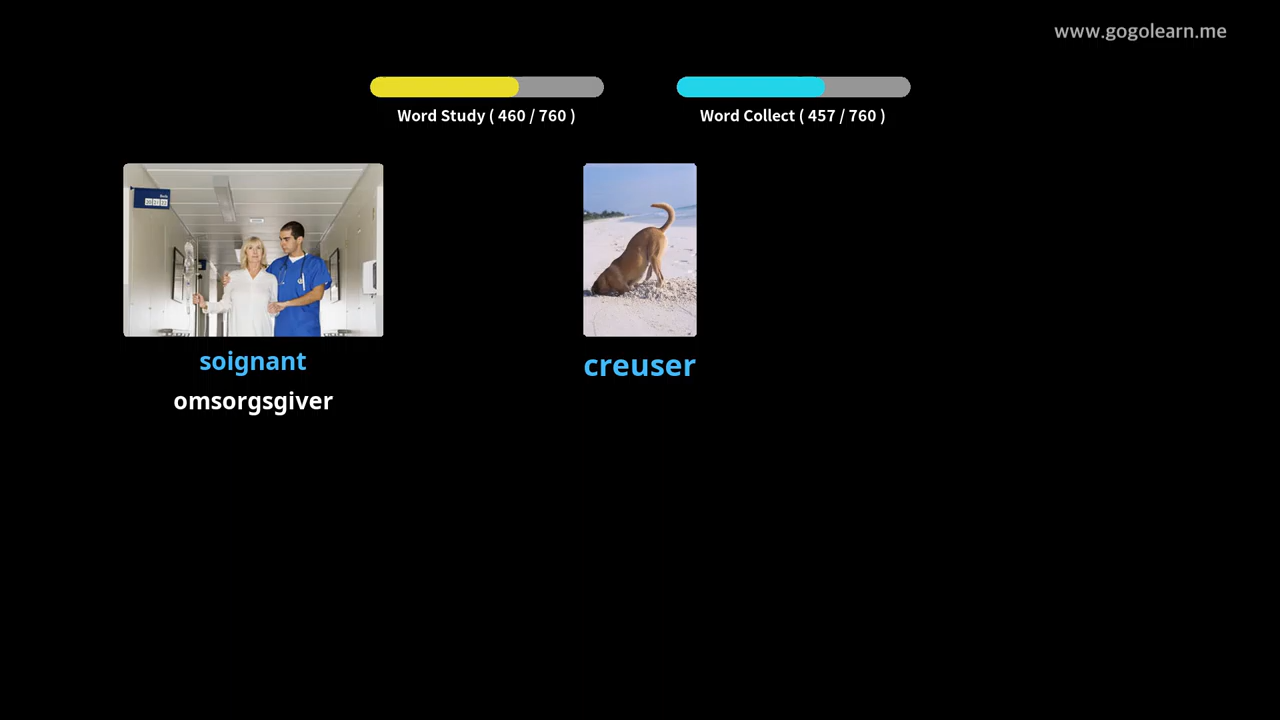 www.gogolearn.me
Word Study ( 460 / 760 )
Word Collect ( 457 / 760 )
soignant
omsorgsgiver
creuser